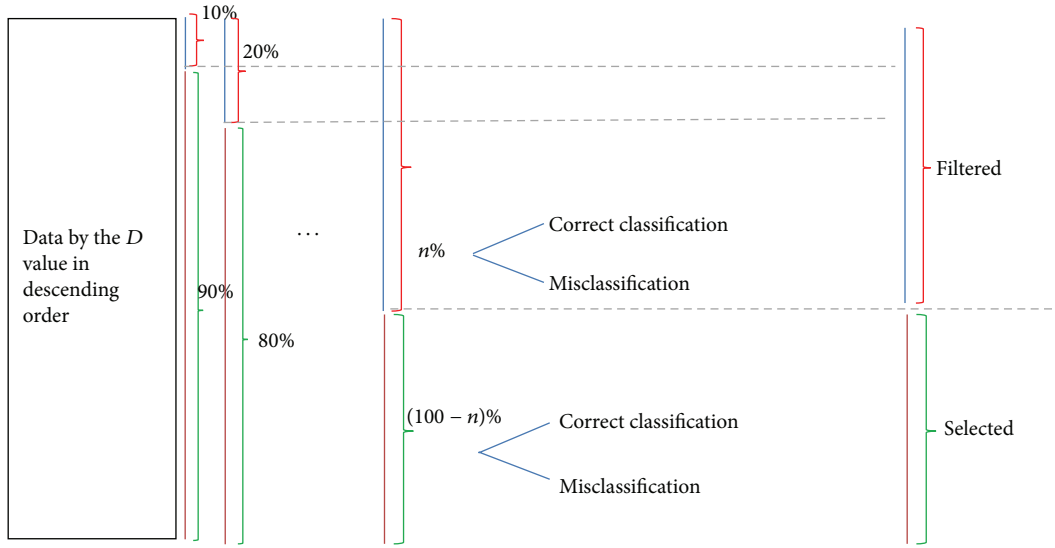 10%
20%
Filtered
Correct classification
Data by the D
value in
descending
order
...
n%
Misclassification
90%
80%
(100 − n)%
Correct classification
Selected
Misclassification